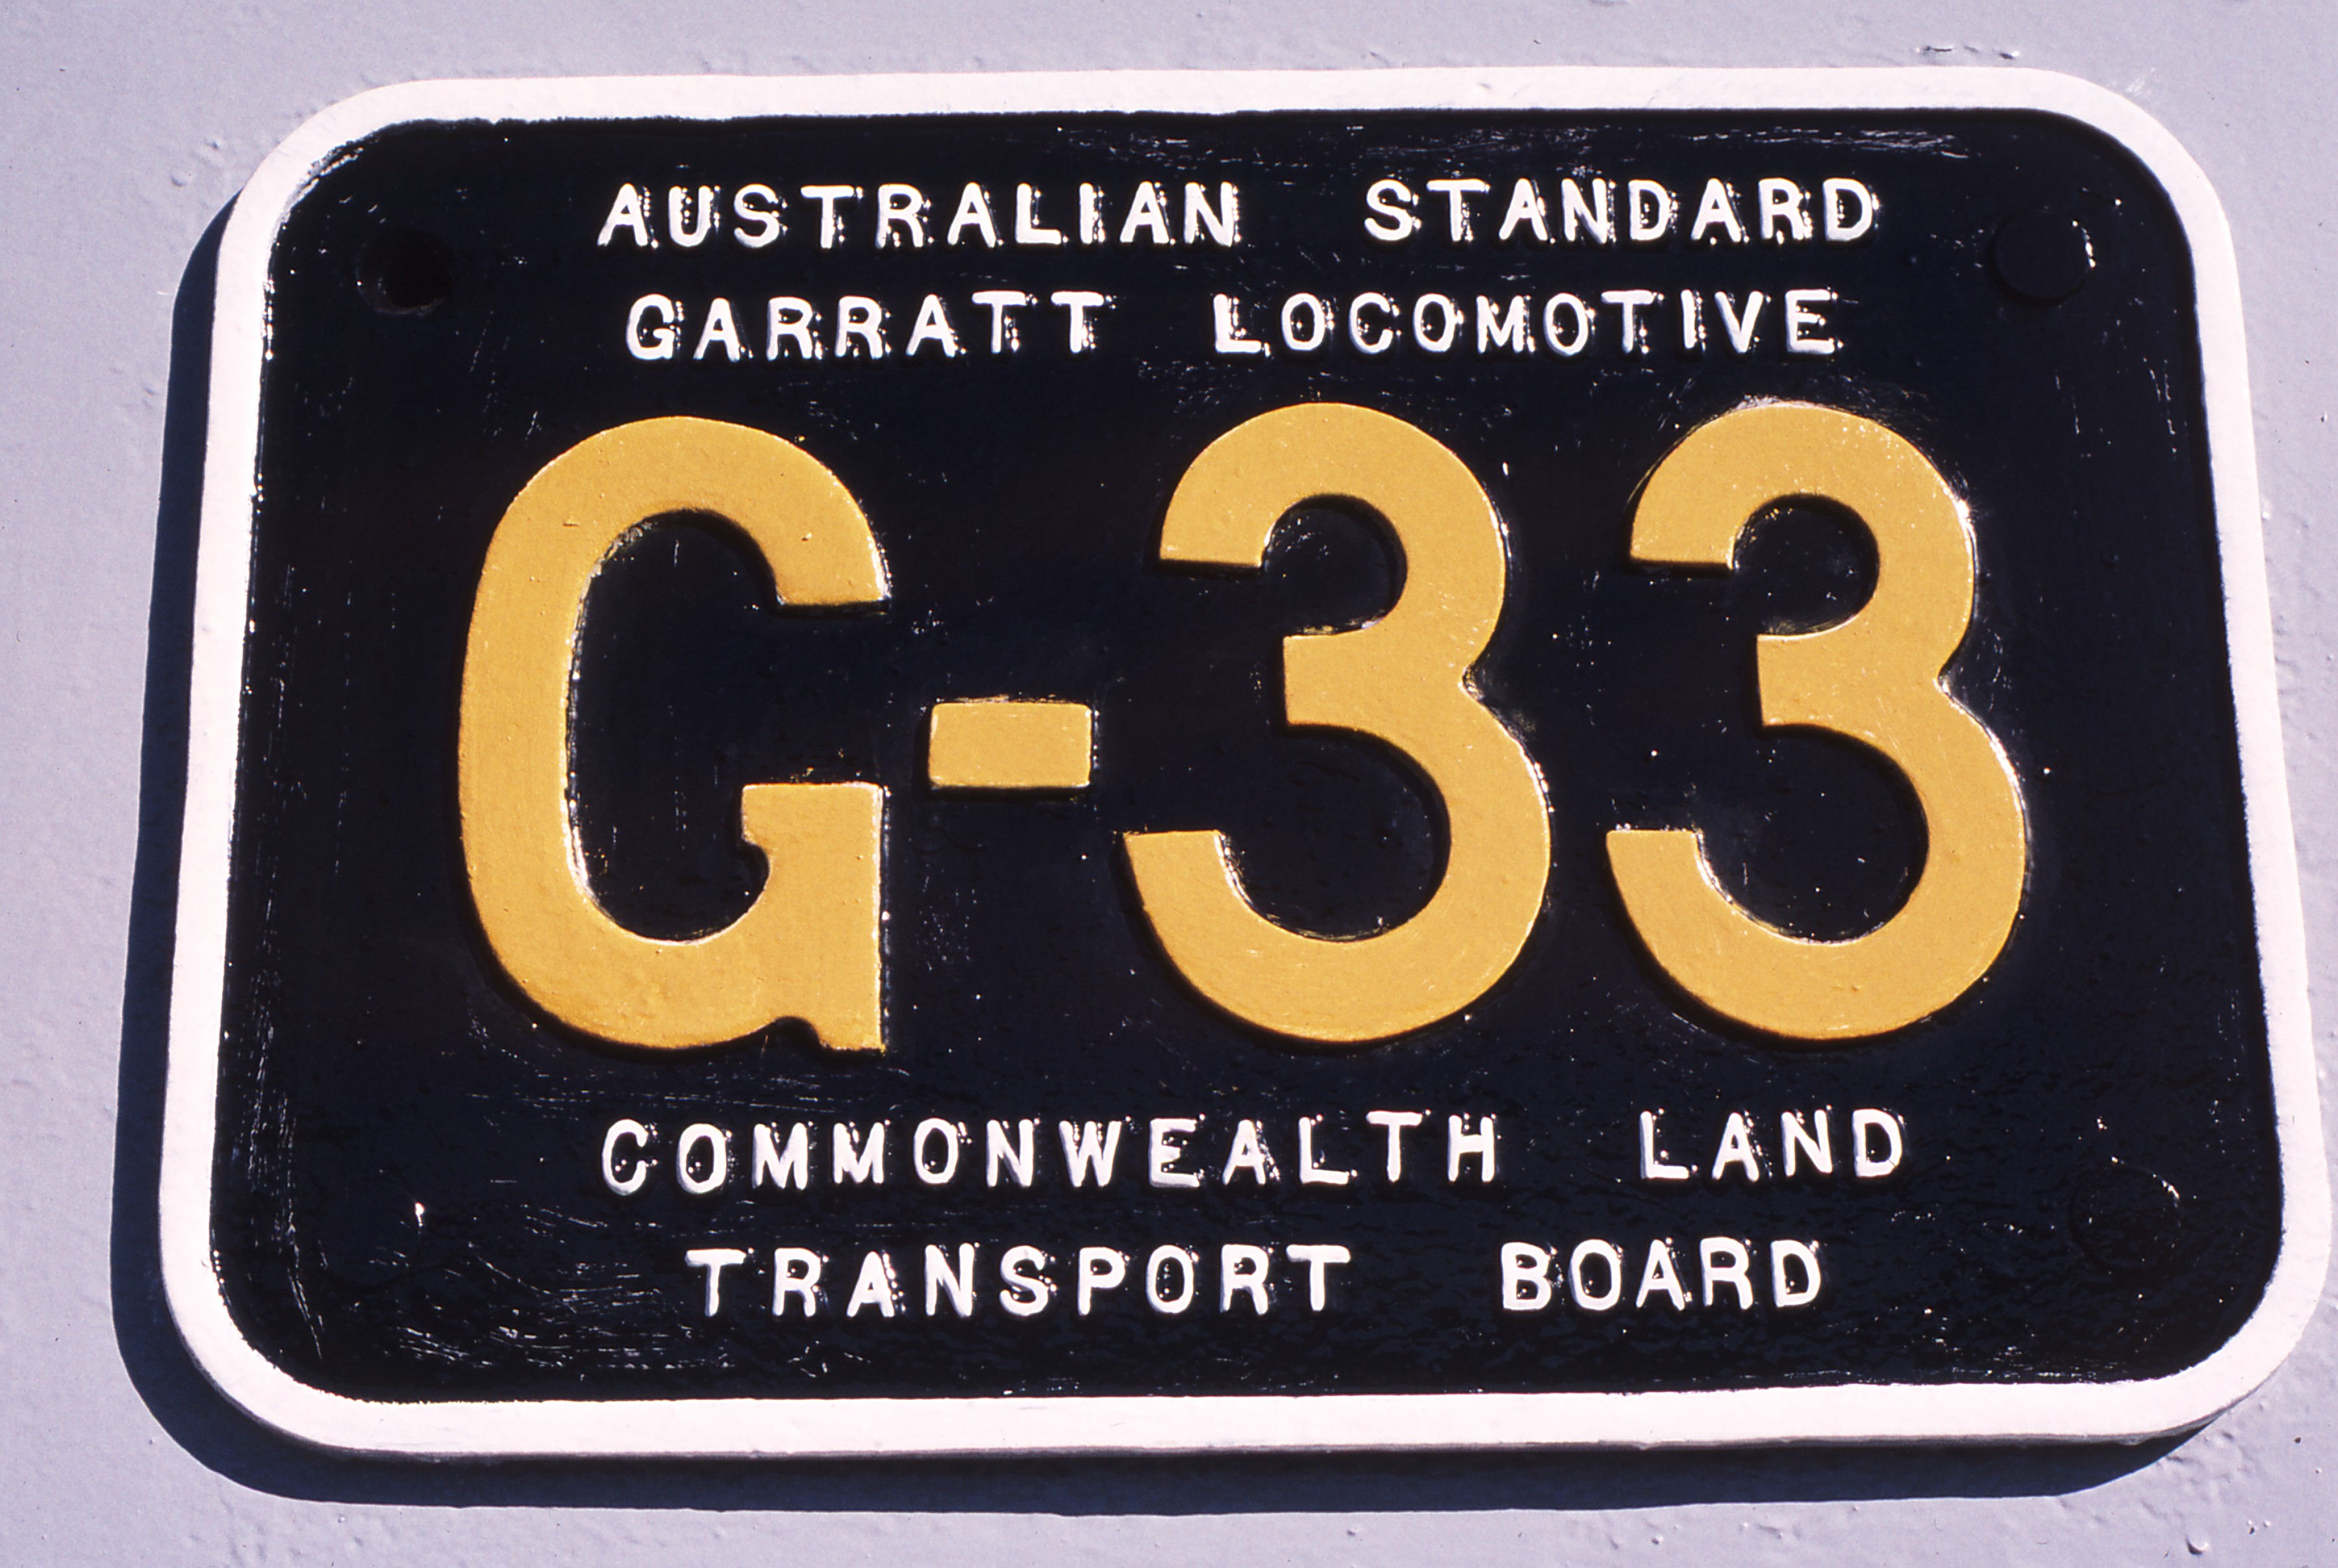 AUSTRALIAN STANDARD
GARRATT LOCOMOTIVE
G-33
COMMONWEALTH LAND
TRANSPORT BOARD